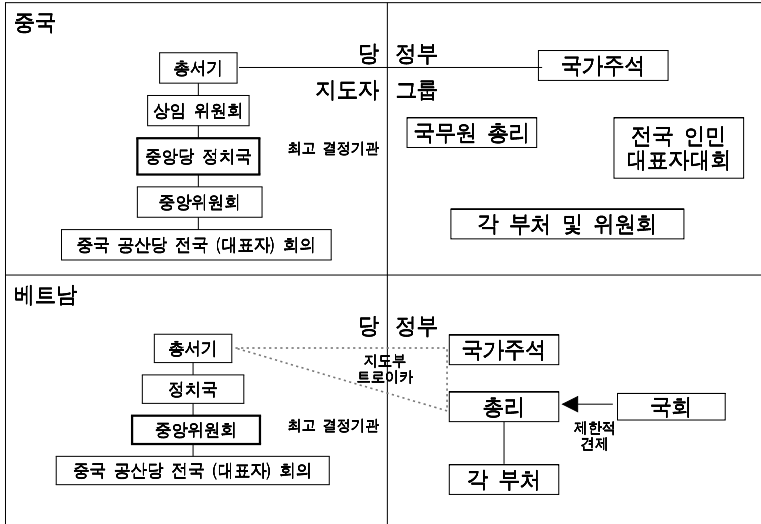 중국
당 정부
총서기
국가주석
지도자 그룹
상임 위원회
국무원 총리
전국 인민
대표자대회
중앙당 정치국
최고 결정기관
중앙위원회
각 부처 및 위원회
중국 공산당 전국 (대표자) 회의
베트남
당 정부
총서기
국가주석
지도부
트로이카
정치국
총리
국회
중앙위원회
최고 결정기관
제한적
견제
중국 공산당 전국 (대표자) 회의
각 부처